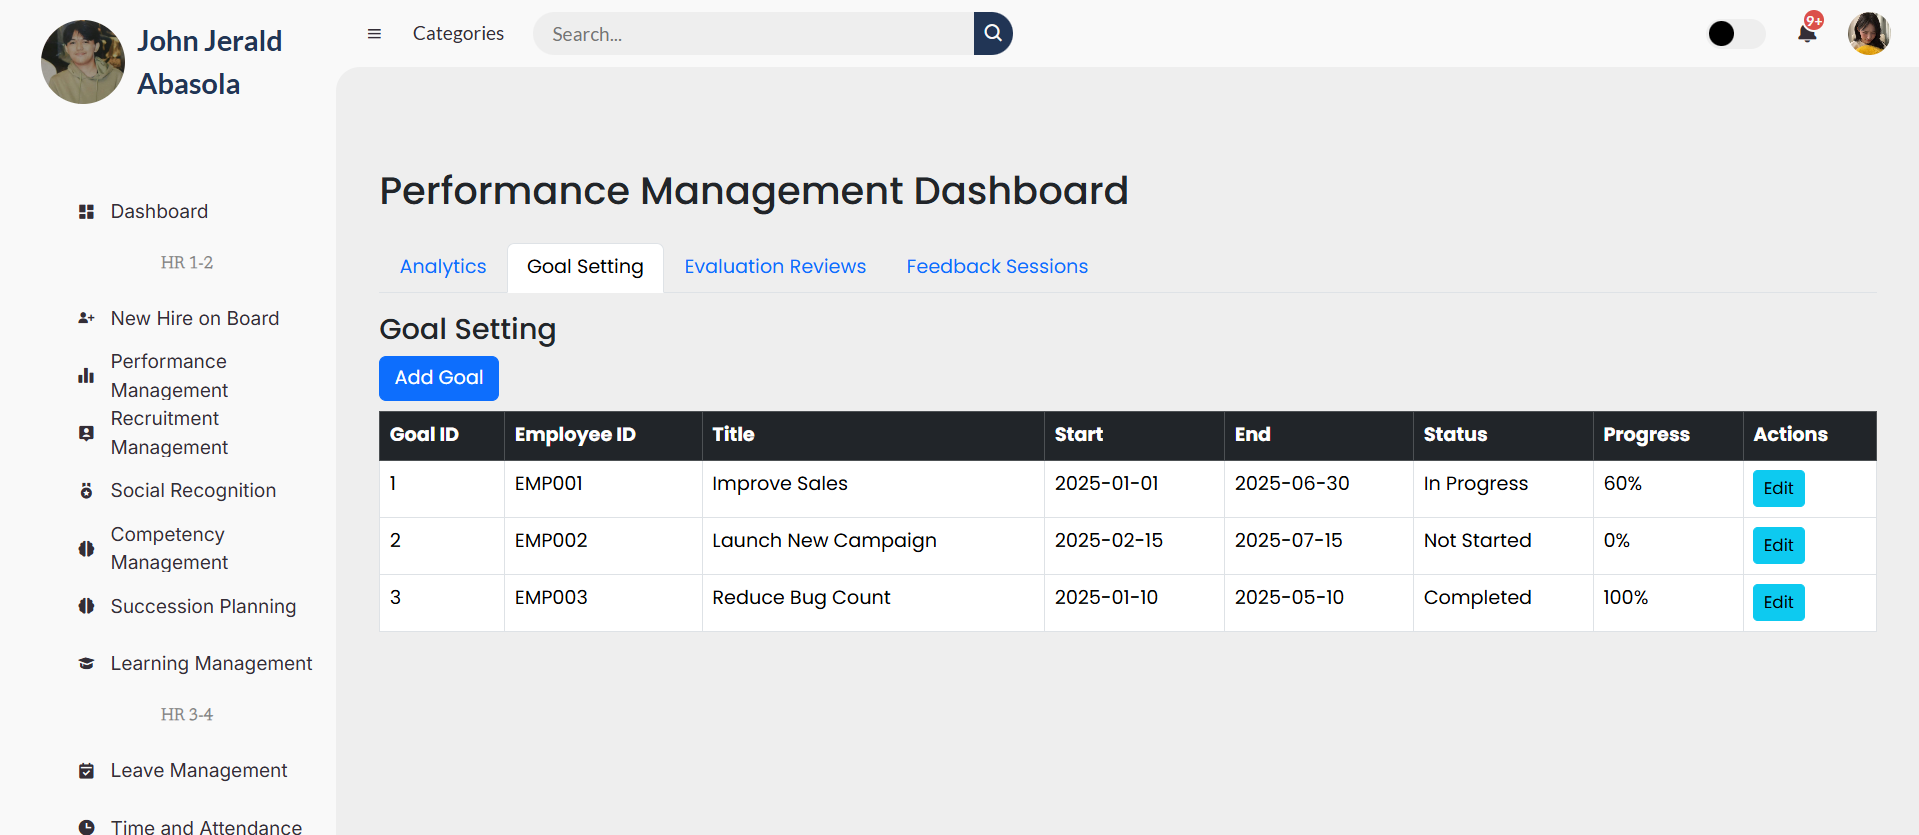 John Jerald
Abasola
Categories
Search...
9+
Dashboard
HR 1-2
New Hire on Board
Performance
Management
Recruitment
Management
Social Recognition
Competency
Management
Succession Planning
Learning Management
HR 3-4
Leave Management
Time and Attendance
Performance Management Dashboard
Analytics Goal Setting Evaluation Reviews Feedback Sessions
Goal Setting
Add Goal
Goal ID Employee ID Title Start End Status Progress Actions
1 EMP001 Improve Sales 2025-01-01 2025-06-30 In Progress 60% Edit
2 EMP002 Launch New Campaign 2025-02-15 2025-07-15 Not Started 0% Edit
3 EMP003 Reduce Bug Count 2025-01-10 2025-05-10 Completed 100% Edit